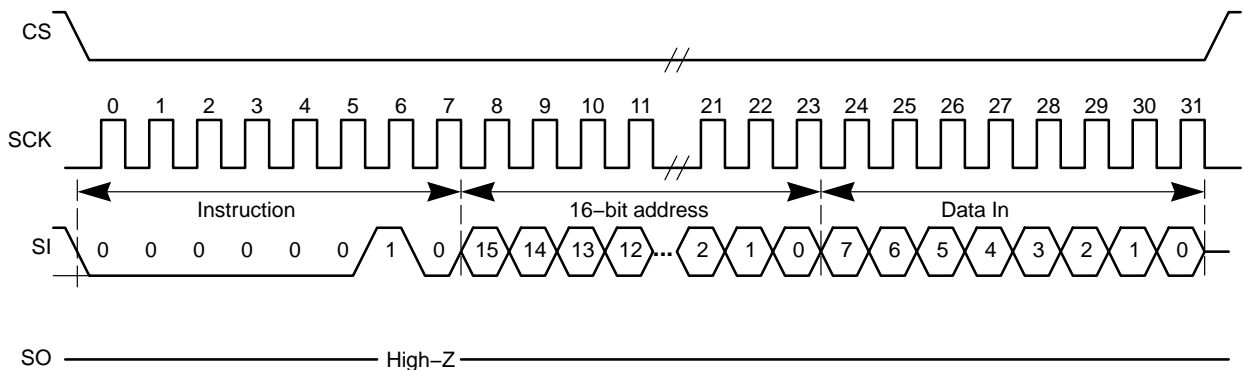 CS
0 1 2 3 4 5 6 7 8 9 10 11 21 22 23 24 25 26 27 28 29 30 31
SCK
Instruction 16−bit address Data In
SI 0 0 0 0 0 0 1 0 15 14 13 12 ... 2 1 0 7 6 5 4 3 2 1 0
SO High−Z